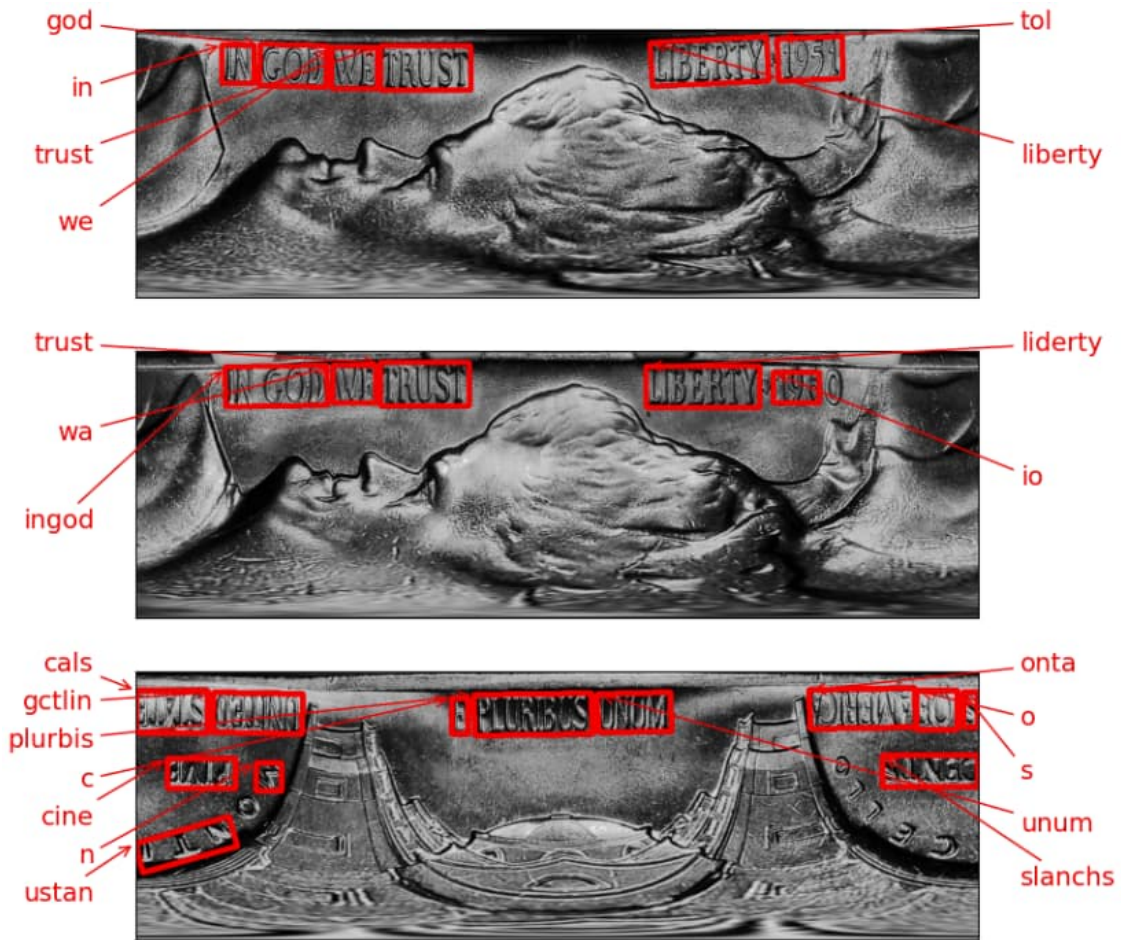 god
tol
IN GOD WE TRUST LIBERTY 1951
in
trust
liberty
we
trust
liderty
IN GOD WE TRUST LIBERTY 1950
wa
io
ingod
cals
onta
gctlin
E PLURIBUS UNUM
o
plurbis
c
s
cine
unum
n
slanchs
ustan